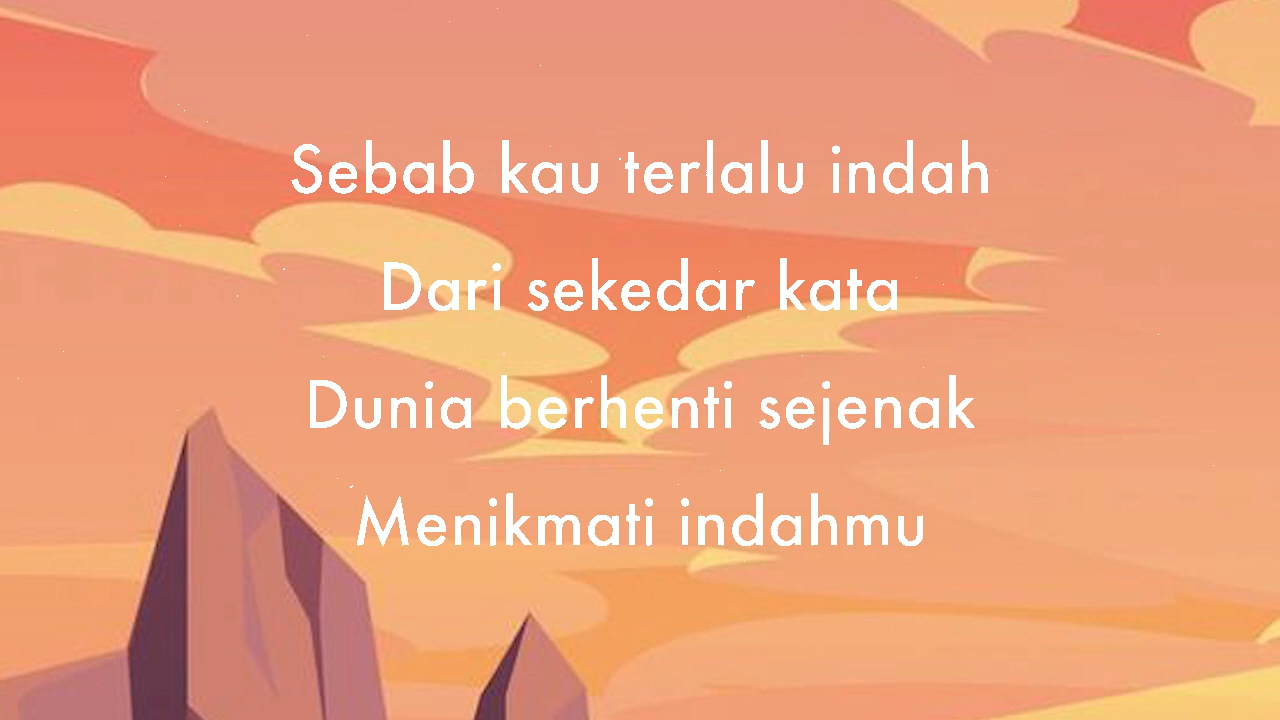 Sebab kau terlalu indah
Dari sekedar kata
Dunia berhenti sejenak
Menikmati indahmu